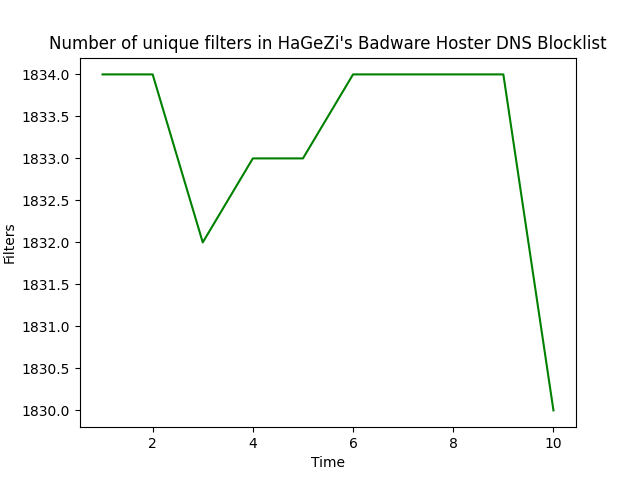 Number of unique filters in HaGeZi's Badware Hoster DNS Blocklist
1834.0
1833.5
1833.0
1832.5
1832.0
1831.5
1831.0
1830.5
1830.0
Filters
2 4 6 8 10
Time